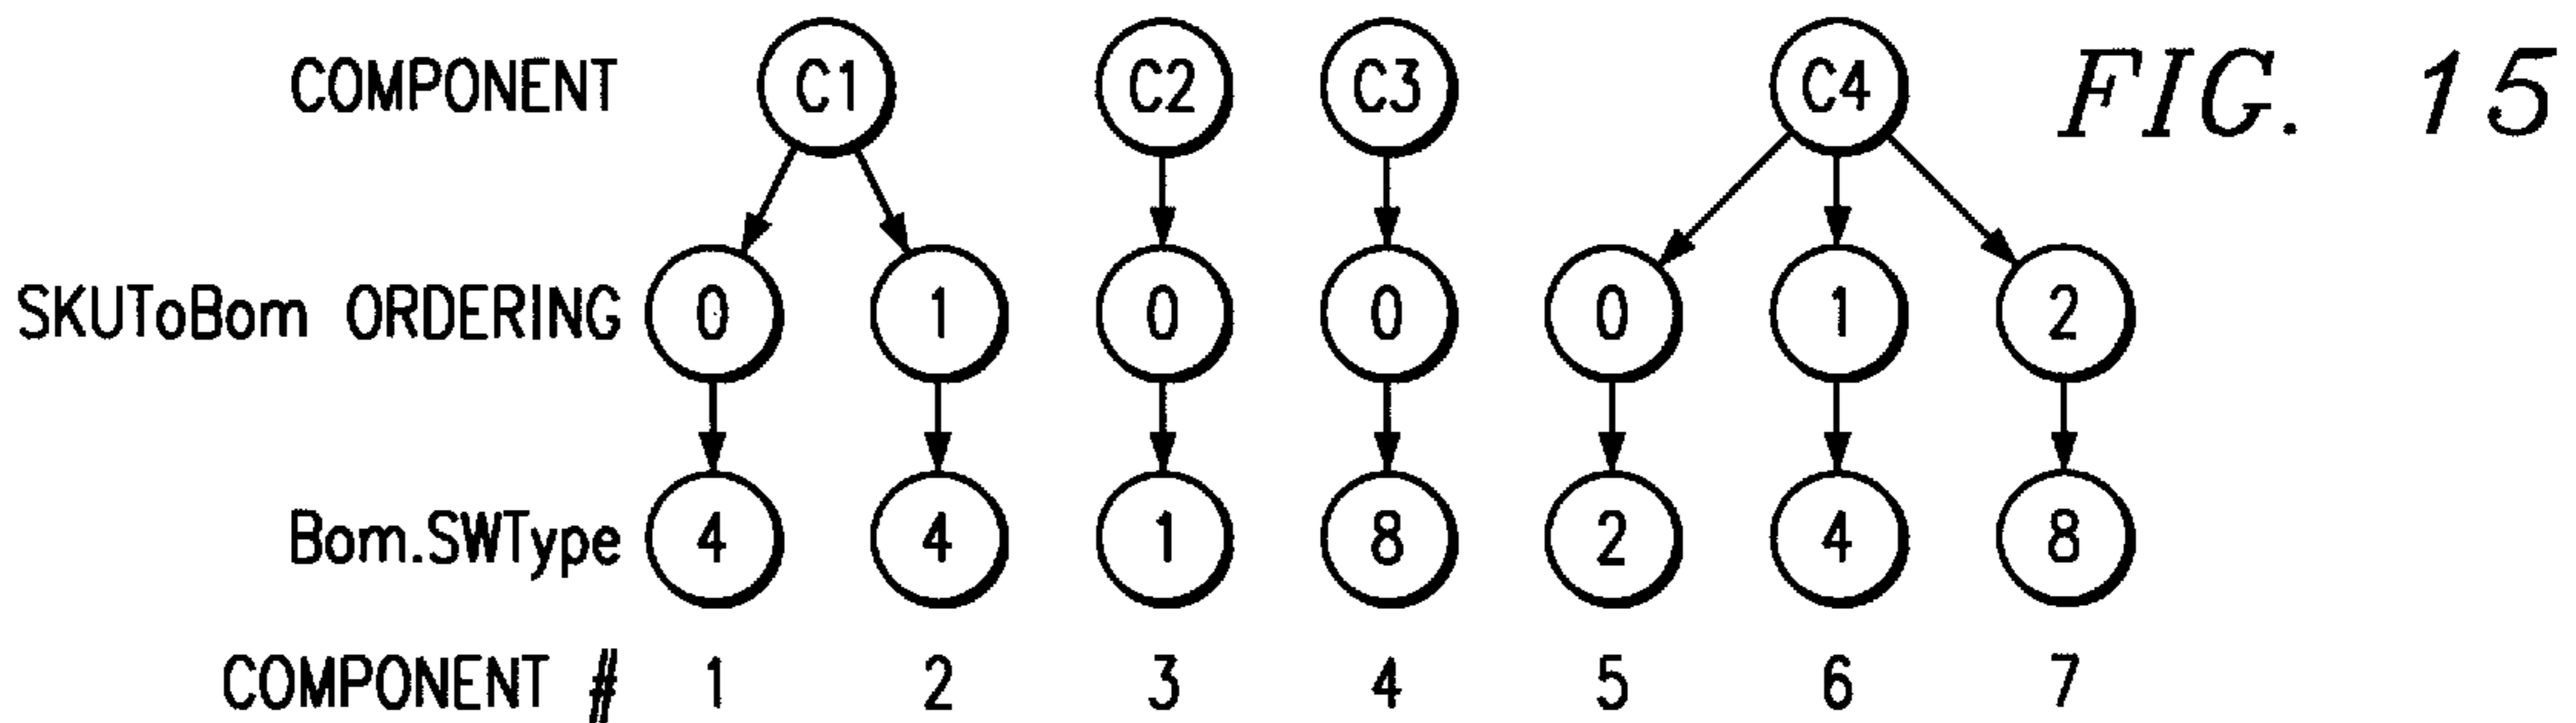 COMPONENT C1 C2 C3 C4 FIG. 15
SKUToBom ORDERING 0 1 0 0 0 1 2
Bom.SWType 4 4 1 8 2 4 8
COMPONENT # 1 2 3 4 5 6 7